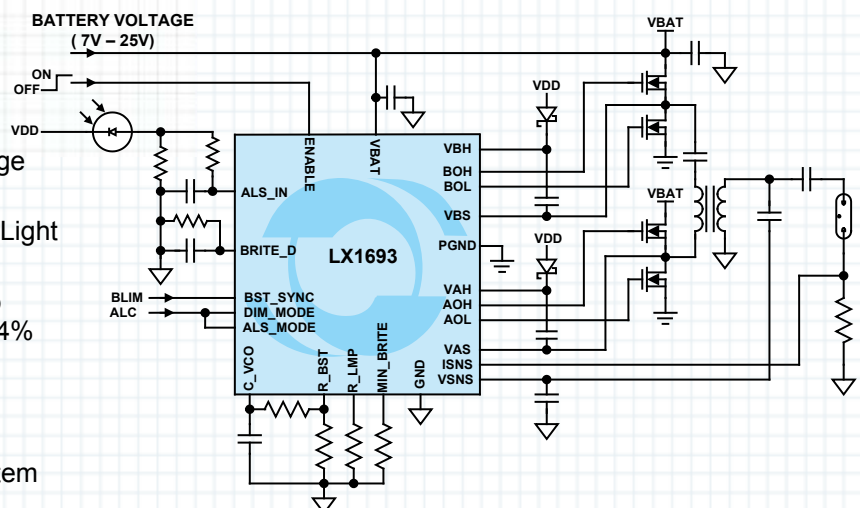 BATTERY VOLTAGE
( 7V – 25V)
VBAT
ON
OFF
VDD
VDD
ge
Light
4%
tem
ENABLE
VBAT
ALS_IN
BRITE_D
LX1693
BLIM
ALC
BST_SYNC
DIM_MODE
ALS_MODE
C_VCO
R_BST
R_LMP
MIN_BRITE
GND
VBH
BOH
BOL
VBS
PGND
VAH
AOH
AOL
VAS
ISNS
VSNS
VBAT
VDD